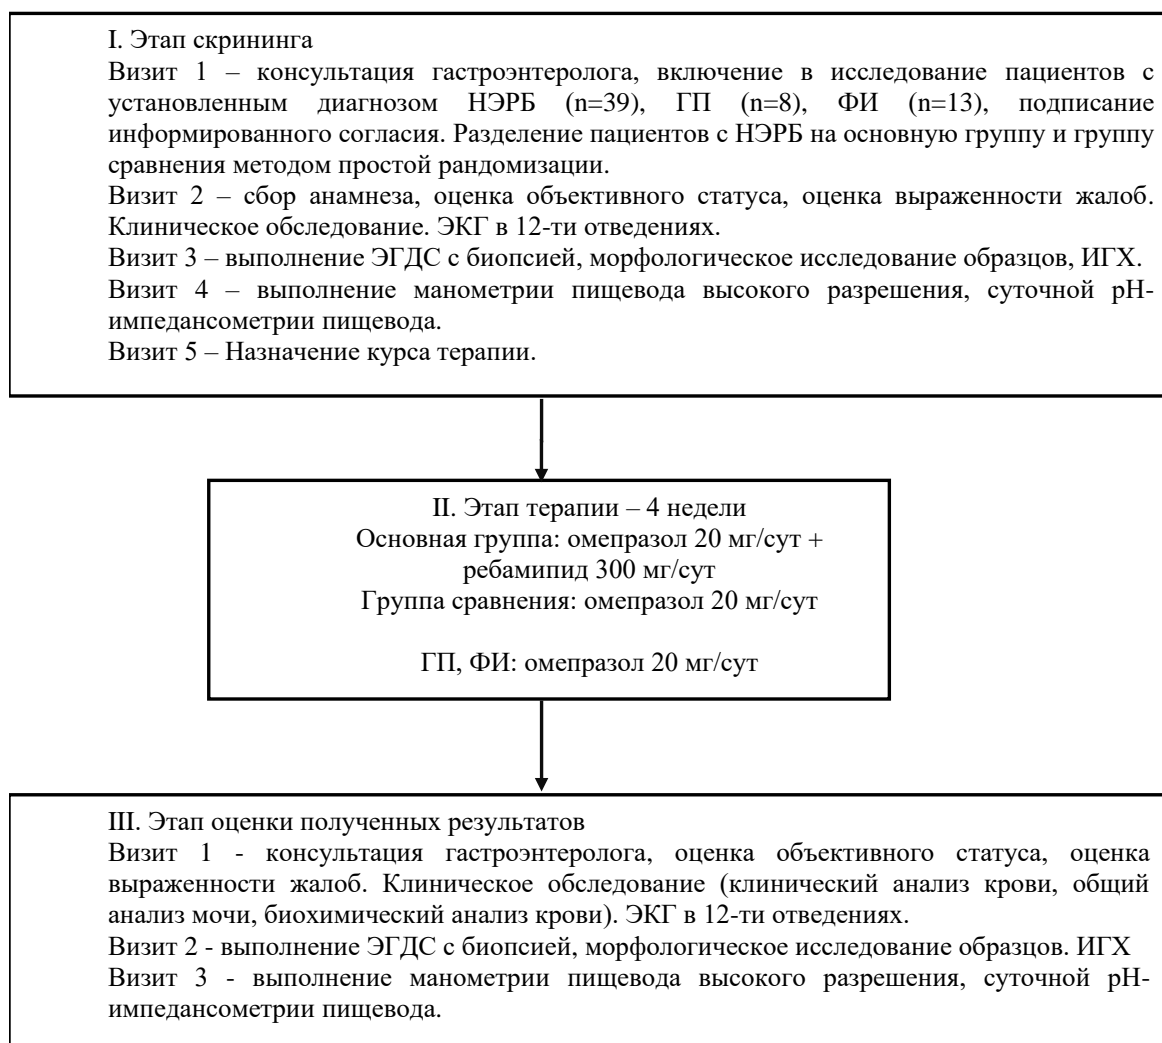 I. Этап скрининга
Визит 1 – консультация гастроэнтеролога, включение в исследование пациентов с
установленным диагнозом НЭРБ (n=39), ГП (n=8), ФИ (n=13), подписание
информированного согласия. Разделение пациентов с НЭРБ на основную группу и группу
сравнения методом простой рандомизации.
Визит 2 – сбор анамнеза, оценка объективного статуса, оценка выраженности жалоб.
Клиническое обследование. ЭКГ в 12-ти отведениях.
Визит 3 – выполнение ЭГДС с биопсией, морфологическое исследование образцов, ИГХ.
Визит 4 – выполнение манометрии пищевода высокого разрешения, суточной рН-
импедансометрии пищевода.
Визит 5 – Назначение курса терапии.
II. Этап терапии – 4 недели
Основная группа: омепразол 20 мг/сут +
ребамипид 300 мг/сут
Группа сравнения: омепразол 20 мг/сут
ГП, ФИ: омепразол 20 мг/сут
III. Этап оценки полученных результатов
Визит 1 - консультация гастроэнтеролога, оценка объективного статуса, оценка
выраженности жалоб. Клиническое обследование (клинический анализ крови, общий
анализ мочи, биохимический анализ крови). ЭКГ в 12-ти отведениях.
Визит 2 - выполнение ЭГДС с биопсией, морфологическое исследование образцов. ИГХ
Визит 3 - выполнение манометрии пищевода высокого разрешения, суточной рН-
импедансометрии пищевода.